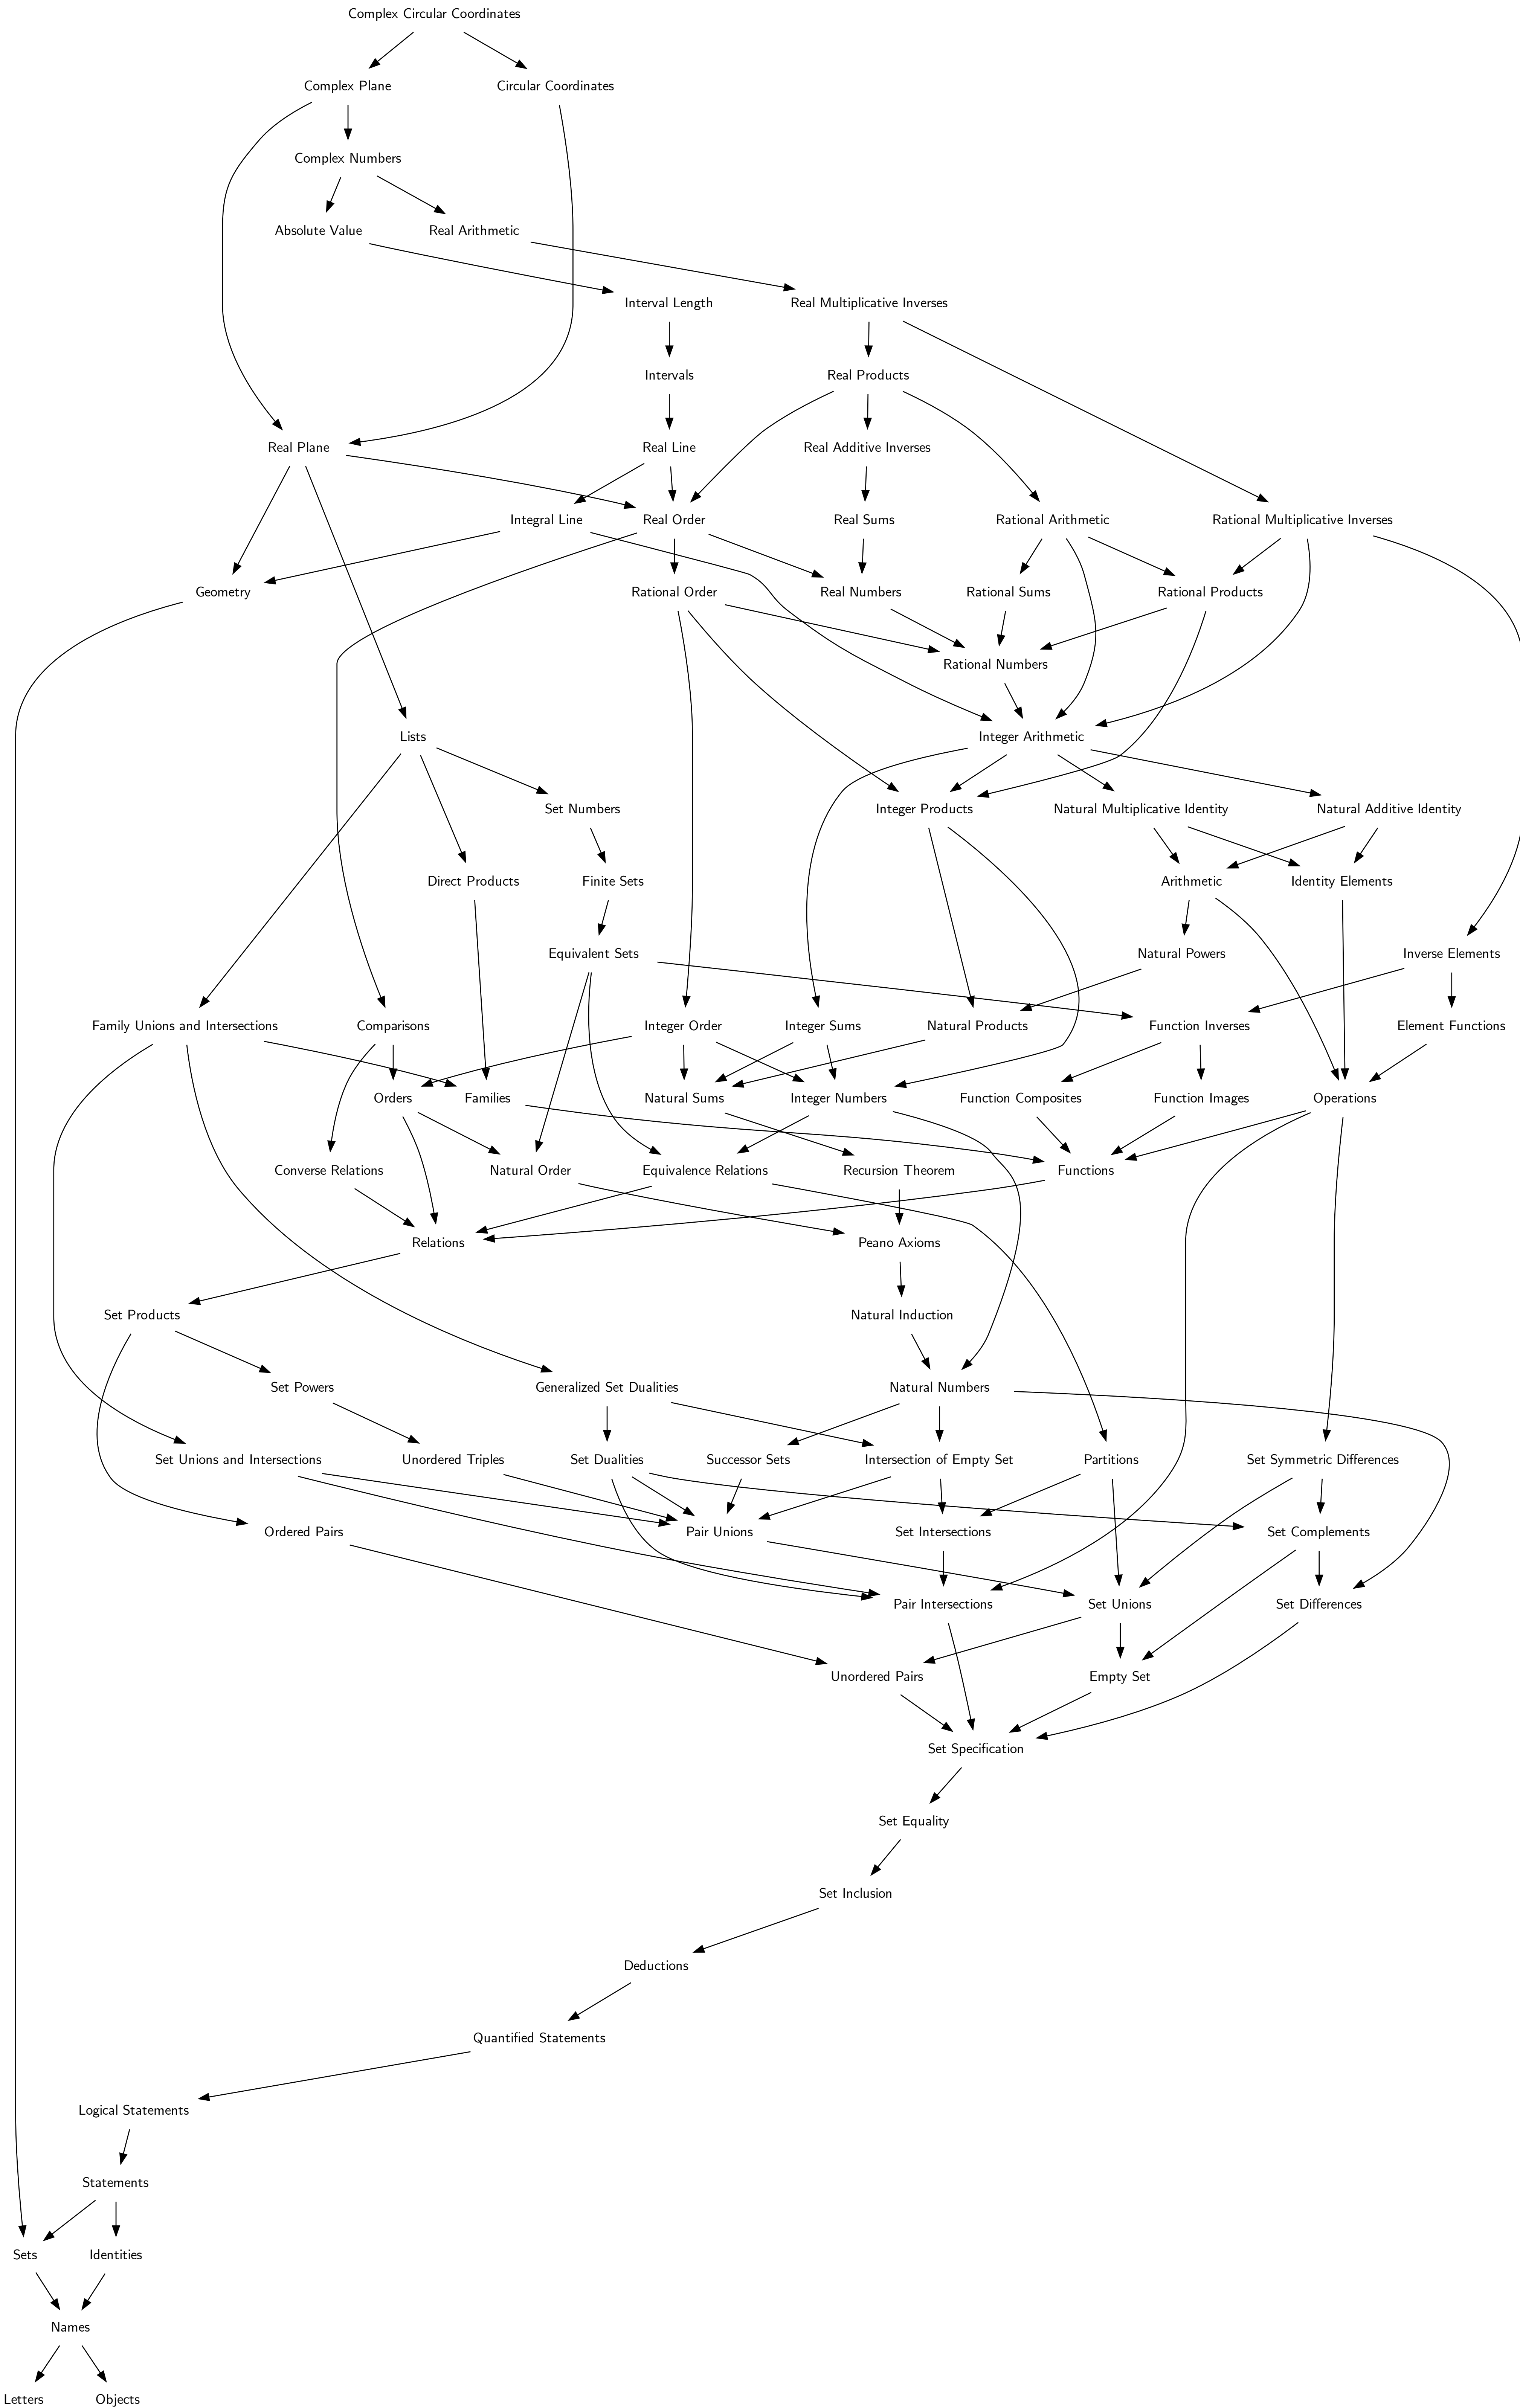 Complex Circular Coordinates
Complex Plane
Circular Coordinates
Complex Numbers
Absolute Value
Real Arithmetic
Interval Length
Real Multiplicative Inverses
Intervals
Real Products
Real Plane
Real Line
Real Additive Inverses
Integral Line
Real Order
Real Sums
Rational Arithmetic
Rational Multiplicative Inverses
Geometry
Rational Order
Real Numbers
Rational Sums
Rational Products
Rational Numbers
Lists
Integer Arithmetic
Set Numbers
Integer Products
Natural Multiplicative Identity
Natural Additive Identity
Direct Products
Finite Sets
Arithmetic
Identity Elements
Equivalent Sets
Natural Powers
Inverse Elements
Family Unions and Intersections
Comparisons
Integer Order
Integer Sums
Natural Products
Function Inverses
Element Functions
Orders
Families
Natural Sums
Integer Numbers
Function Composites
Function Images
Operations
Converse Relations
Natural Order
Equivalence Relations
Recursion Theorem
Functions
Relations
Peano Axioms
Set Products
Natural Induction
Set Powers
Generalized Set Dualities
Natural Numbers
Set Unions and Intersections
Unordered Triples
Set Dualities
Successor Sets
Intersection of Empty Set
Partitions
Set Symmetric Differences
Ordered Pairs
Pair Unions
Set Intersections
Set Complements
Pair Intersections
Set Unions
Set Differences
Unordered Pairs
Empty Set
Set Specification
Set Equality
Set Inclusion
Deductions
Quantified Statements
Logical Statements
Statements
Sets
Identities
Names
Letters
Objects